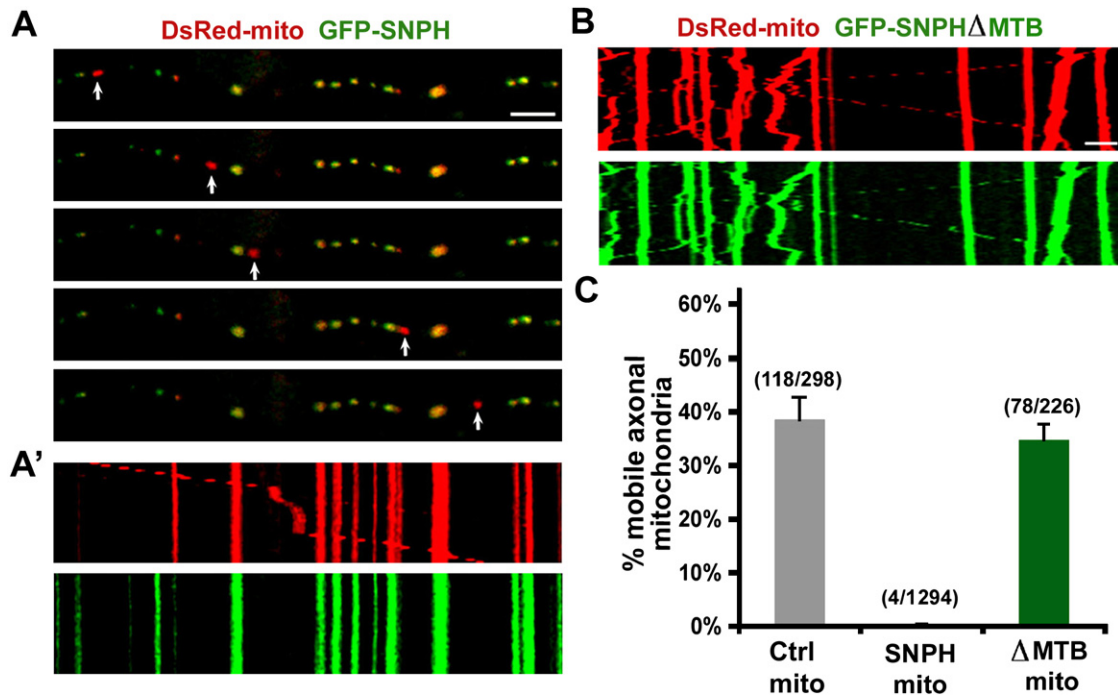 A
DsRed-mito GFP-SNPH
A'
B
DsRed-mito GFP-SNPHΔMTB
C
% mobile axonal
mitochondria
60%
50%
40%
30%
20%
10%
0%
(118/298)
(4/1294)
(78/226)
Ctrl
mito
SNPH
mito
ΔMTB
mito